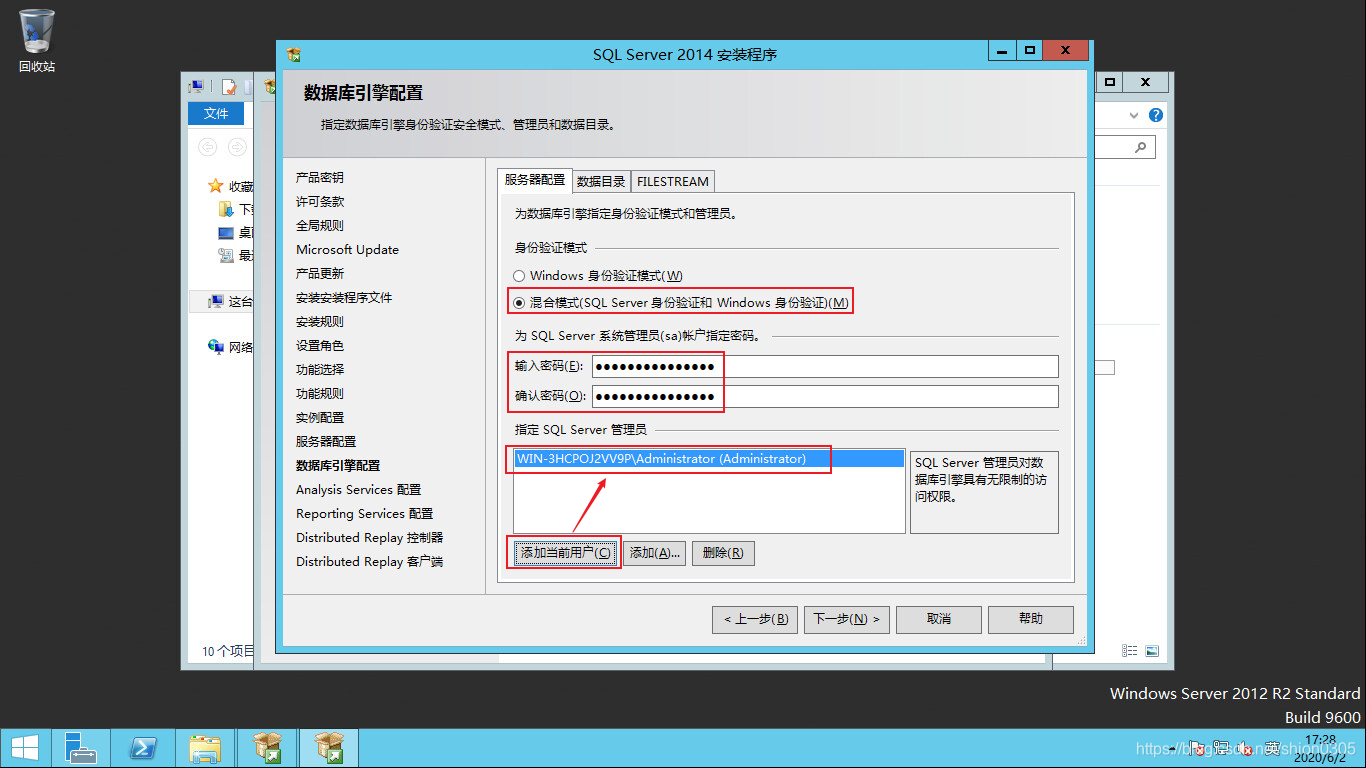 回收站
SQL Server 2014 安装程序
数据库引擎配置
指定数据库引擎身份验证安全模式、管理员和数据目录。
文件
收藏
桌
这台
网络
10 个项目
产品密钥
许可条款
全局规则
Microsoft Update
产品更新
安装安装程序文件
安装规则
设置角色
功能选择
功能规则
实例配置
服务器配置
数据库引擎配置
Analysis Services 配置
Reporting Services 配置
Distributed Replay 控制器
Distributed Replay 客户端
服务器配置 数据目录 FILESTREAM
为数据库引擎指定身份验证模式和管理员。
身份验证模式
Windows 身份验证模式(W)
混合模式(SQL Server 身份验证和 Windows 身份验证)(M)
为 SQL Server 系统管理员(sa)帐户指定密码。
输入密码(E): ●●●●●●●●●●●●●●●
确认密码(O): ●●●●●●●●●●●●●●●
指定 SQL Server 管理员
WIN-3HCPOJ2VV9P\Administrator (Administrator)
SQL Server 管理员对数
据库引擎具有无限制的访
问权限。
添加当前用户(C) 添加(A)... 删除(R)
< 上一步(B) 下一步(N) > 取消 帮助
Windows Server 2012 R2 Standard
Build 9600
英
17:28
2020/6/2